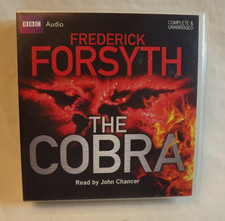 BBC Audio
COMPLETE &
UNABRIDGED
FREDERICK
FORSYTH
THE
COBRA
Read by John Chancer